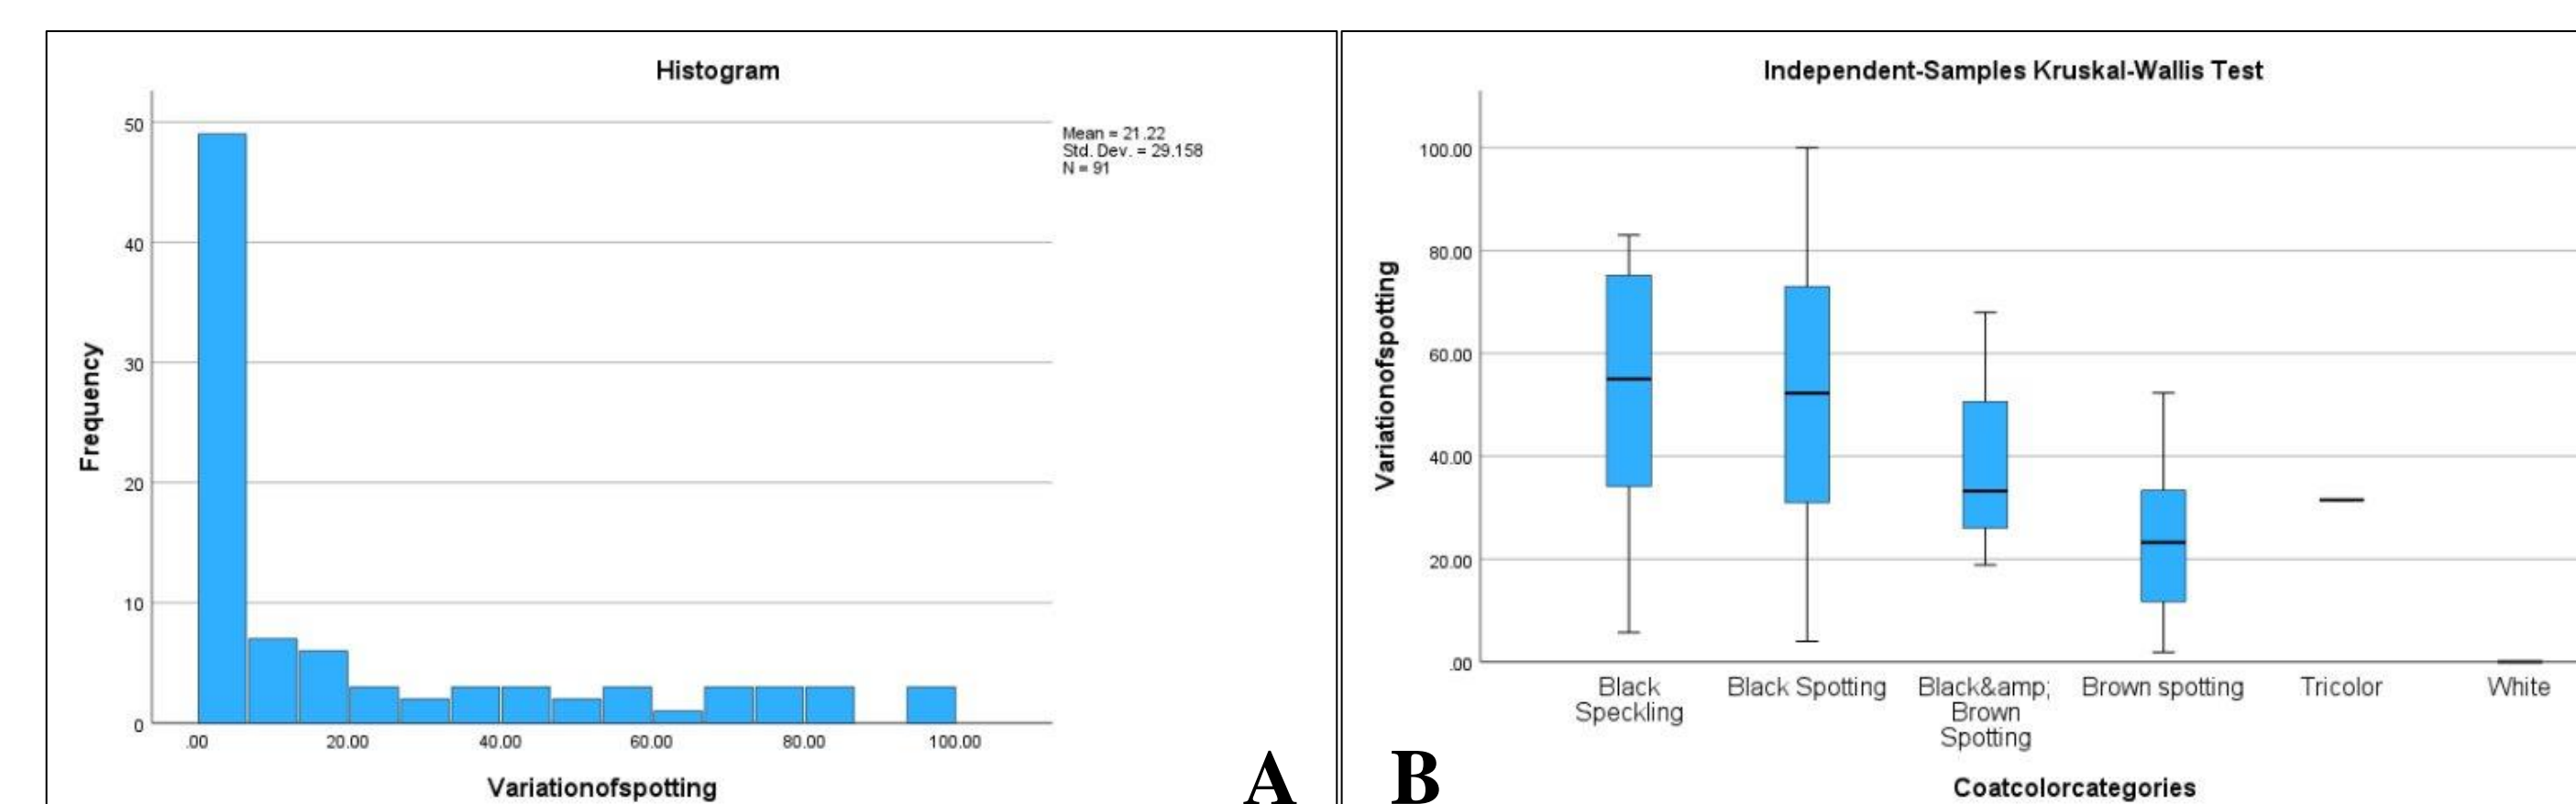 Histogram
50
40
30
20
10
0
Frequency
.00
20.00
40.00
60.00
80.00
100.00
Variationofspotting
Mean = 21.22
Std. Dev. = 29.158
N = 91
A
Independent-Samples Kruskal-Wallis Test
100.00
80.00
60.00
40.00
20.00
.00
Variationofspotting
Black
Speckling
Black Spotting
Black&amp;
Brown
Spotting
Brown spotting
Tricolor
White
Coatcolorcategories
B